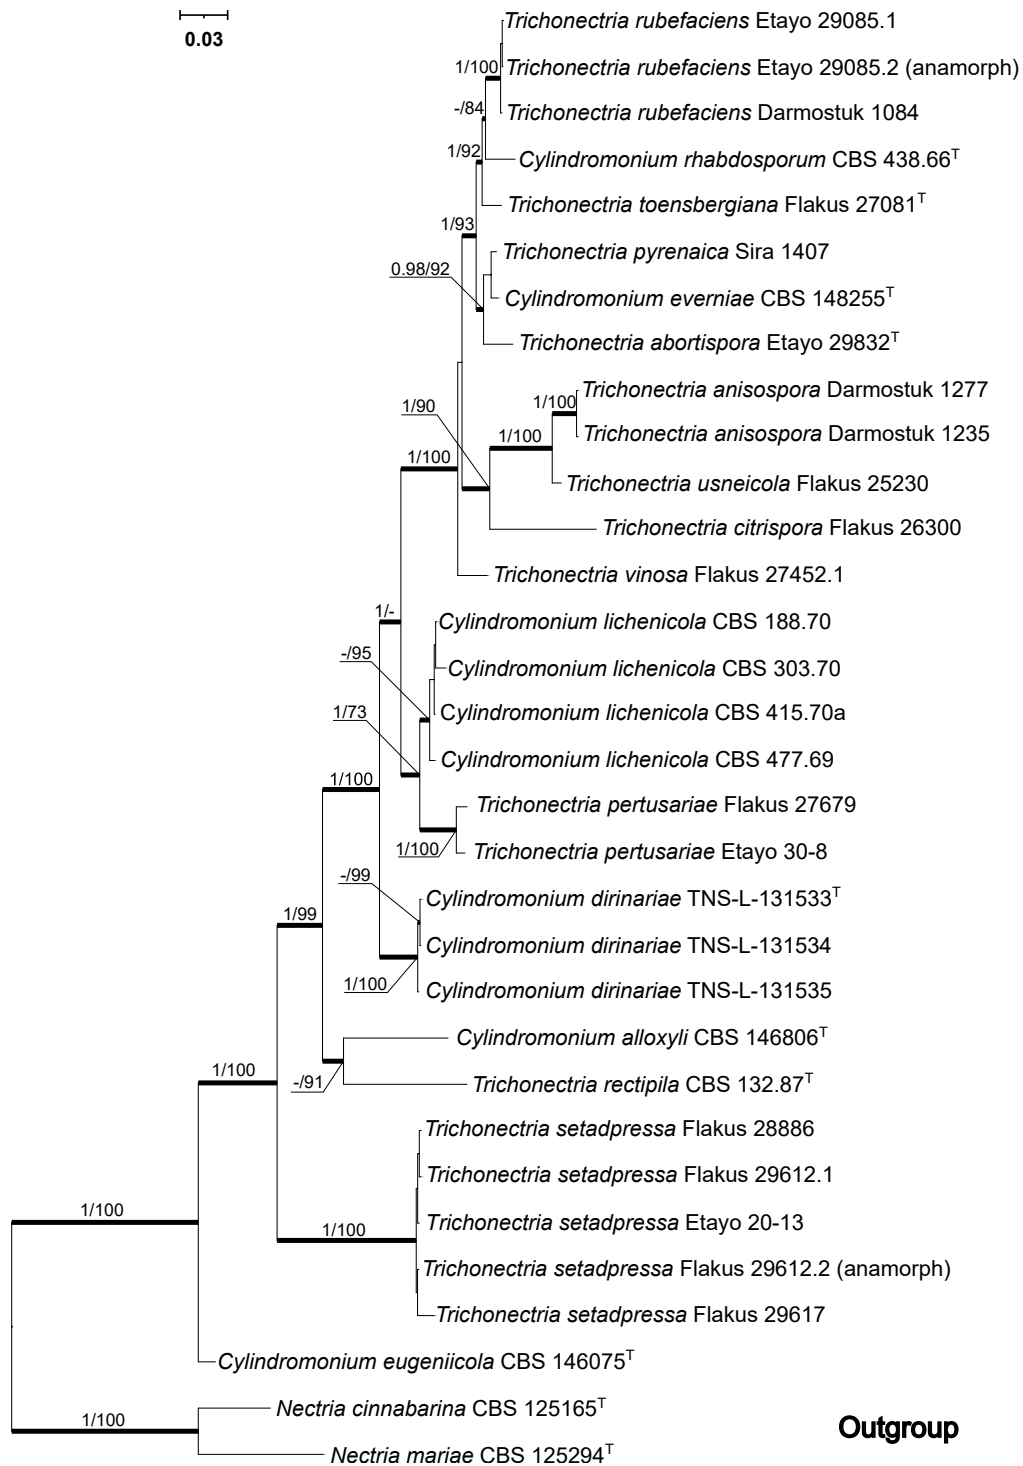 0.03
Trichonectria rubefaciens Etayo 29085.1
1/100
Trichonectria rubefaciens Etayo 29085.2 (anamorph)
-/84
Trichonectria rubefaciens Darmostuk 1084
1/92
Cylindromonium rhabdosporum CBS 438.66T
Trichonectria toensbergiana Flakus 27081T
1/93
Trichonectria pyrenaica Sira 1407
0.98/92
Cylindromonium everniae CBS 148255T
Trichonectria abortispora Etayo 29832T
Trichonectria anisospora Darmostuk 1277
1/90
1/100
1/100
Trichonectria anisospora Darmostuk 1235
1/100
Trichonectria usneicola Flakus 25230
Trichonectria citrispora Flakus 26300
Trichonectria vinosa Flakus 27452.1
1/-
Cylindromonium lichenicola CBS 188.70
-/95
Cylindromonium lichenicola CBS 303.70
1/73
Cylindromonium lichenicola CBS 415.70a
Cylindromonium lichenicola CBS 477.69
1/100
Trichonectria pertusariae Flakus 27679
1/100
Trichonectria pertusariae Etayo 30-8
-/99
Cylindromonium dirinariae TNS-L-131533T
1/99
Cylindromonium dirinariae TNS-L-131534
1/100
Cylindromonium dirinariae TNS-L-131535
Cylindromonium alloxyli CBS 146806T
1/100
-/91
Trichonectria rectipila CBS 132.87T
Trichonectria setadpressa Flakus 28886
Trichonectria setadpressa Flakus 29612.1
1/100
1/100
Trichonectria setadpressa Etayo 20-13
Trichonectria setadpressa Flakus 29612.2 (anamorph)
Trichonectria setadpressa Flakus 29617
Cylindromonium eugeniicola CBS 146075T
Nectria cinnabarina CBS 125165T
1/100
Outgroup
Nectria mariae CBS 125294T